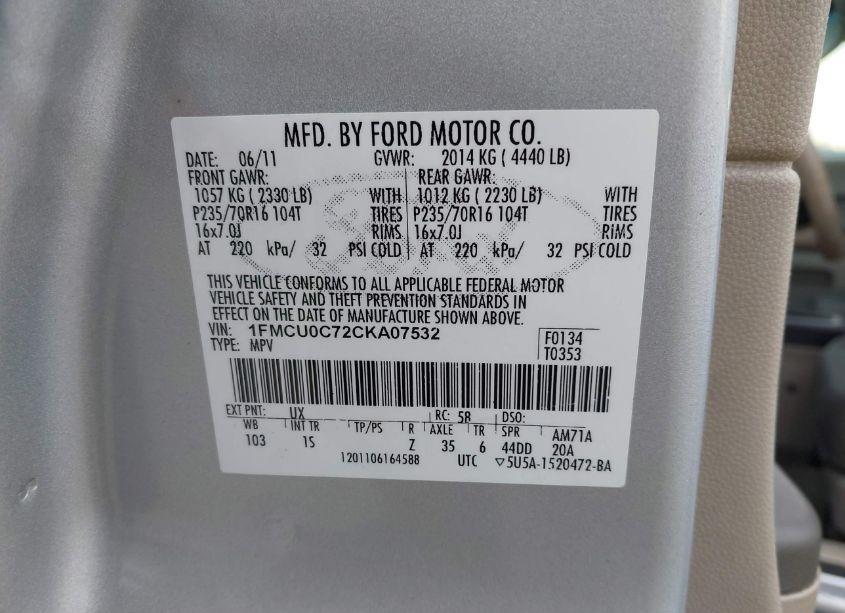 MFD. BY FORD MOTOR CO.
DATE: 06/11 GVWR: 2014 KG ( 4440 LB)
FRONT GAWR: REAR GAWR:
1057 KG ( 2330 LB) WITH 1012 KG ( 2230 LB) WITH
P235/70R16 104T TIRES P235/70R16 104T TIRES
16x7.0J RIMS 16x7.0J RIMS
AT 220 kPa/ 32 PSI COLD AT 220 kPa/ 32 PSI COLD
THIS VEHICLE CONFORMS TO ALL APPLICABLE FEDERAL MOTOR
VEHICLE SAFETY AND THEFT PREVENTION STANDARDS IN
EFFECT ON THE DATE OF MANUFACTURE SHOWN ABOVE.
VIN: 1FMCU0C72CKA07532 F0134
TYPE: MPV T0353
EXT PNT: UX RC: 58 DSO:
WB INT TR TP/PS R AXLE TR SPR AM71A
103 1S Z 35 6 44DD 20A
1201106164588 UTC ▽5U5A-1520472-BA